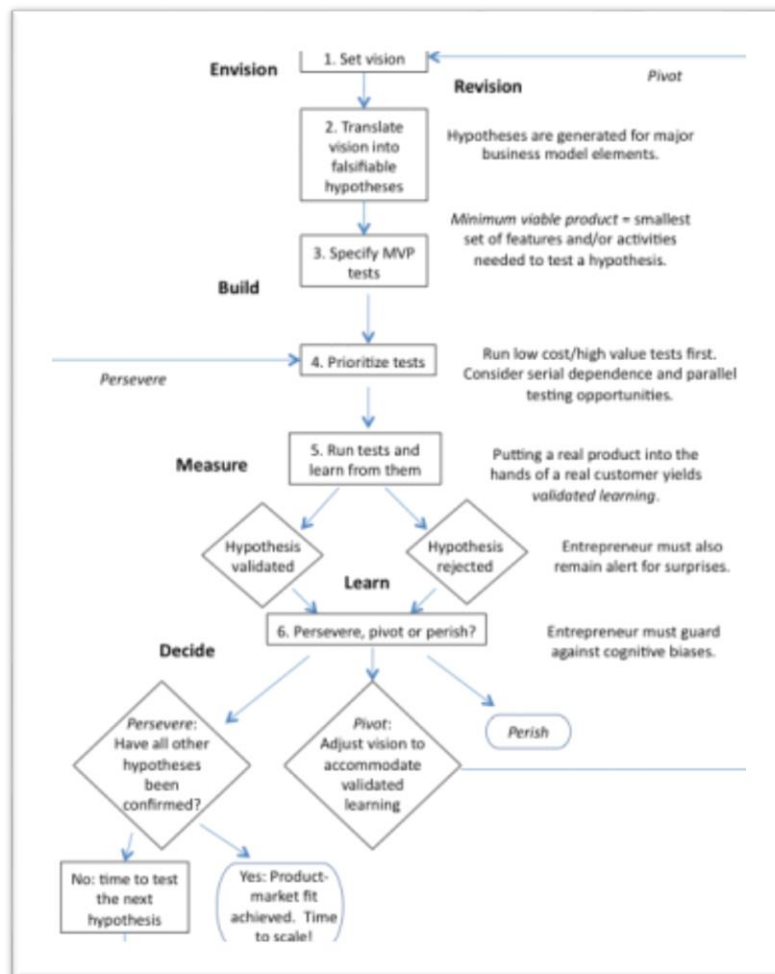 1. Set vision
Envision
Pivot
Revision
2. Translate
vision into
falsifiable
hypotheses
Hypotheses are generated for major
business model elements.
Minimum viable product = smallest
set of features and/or activities
needed to test a hypothesis.
3. Specify MVP
tests
Build
4. Prioritize tests
Persevere
Run low cost/high value tests first.
Consider serial dependence and parallel
testing opportunities.
5. Run tests and
learn from them
Measure
Putting a real product into the
hands of a real customer yields
validated learning.
Hypothesis
validated
Hypothesis
rejected
Entrepreneur must also
remain alert for surprises.
Learn
6. Persevere, pivot or perish?
Entrepreneur must guard
against cognitive biases.
Decide
Persevere:
Have all other
hypotheses
been
confirmed?
Pivot:
Adjust vision to
accommodate
validated
learning
Perish
No: time to test
the next
hypothesis
Yes: Product-
market fit
achieved. Time
to scale!